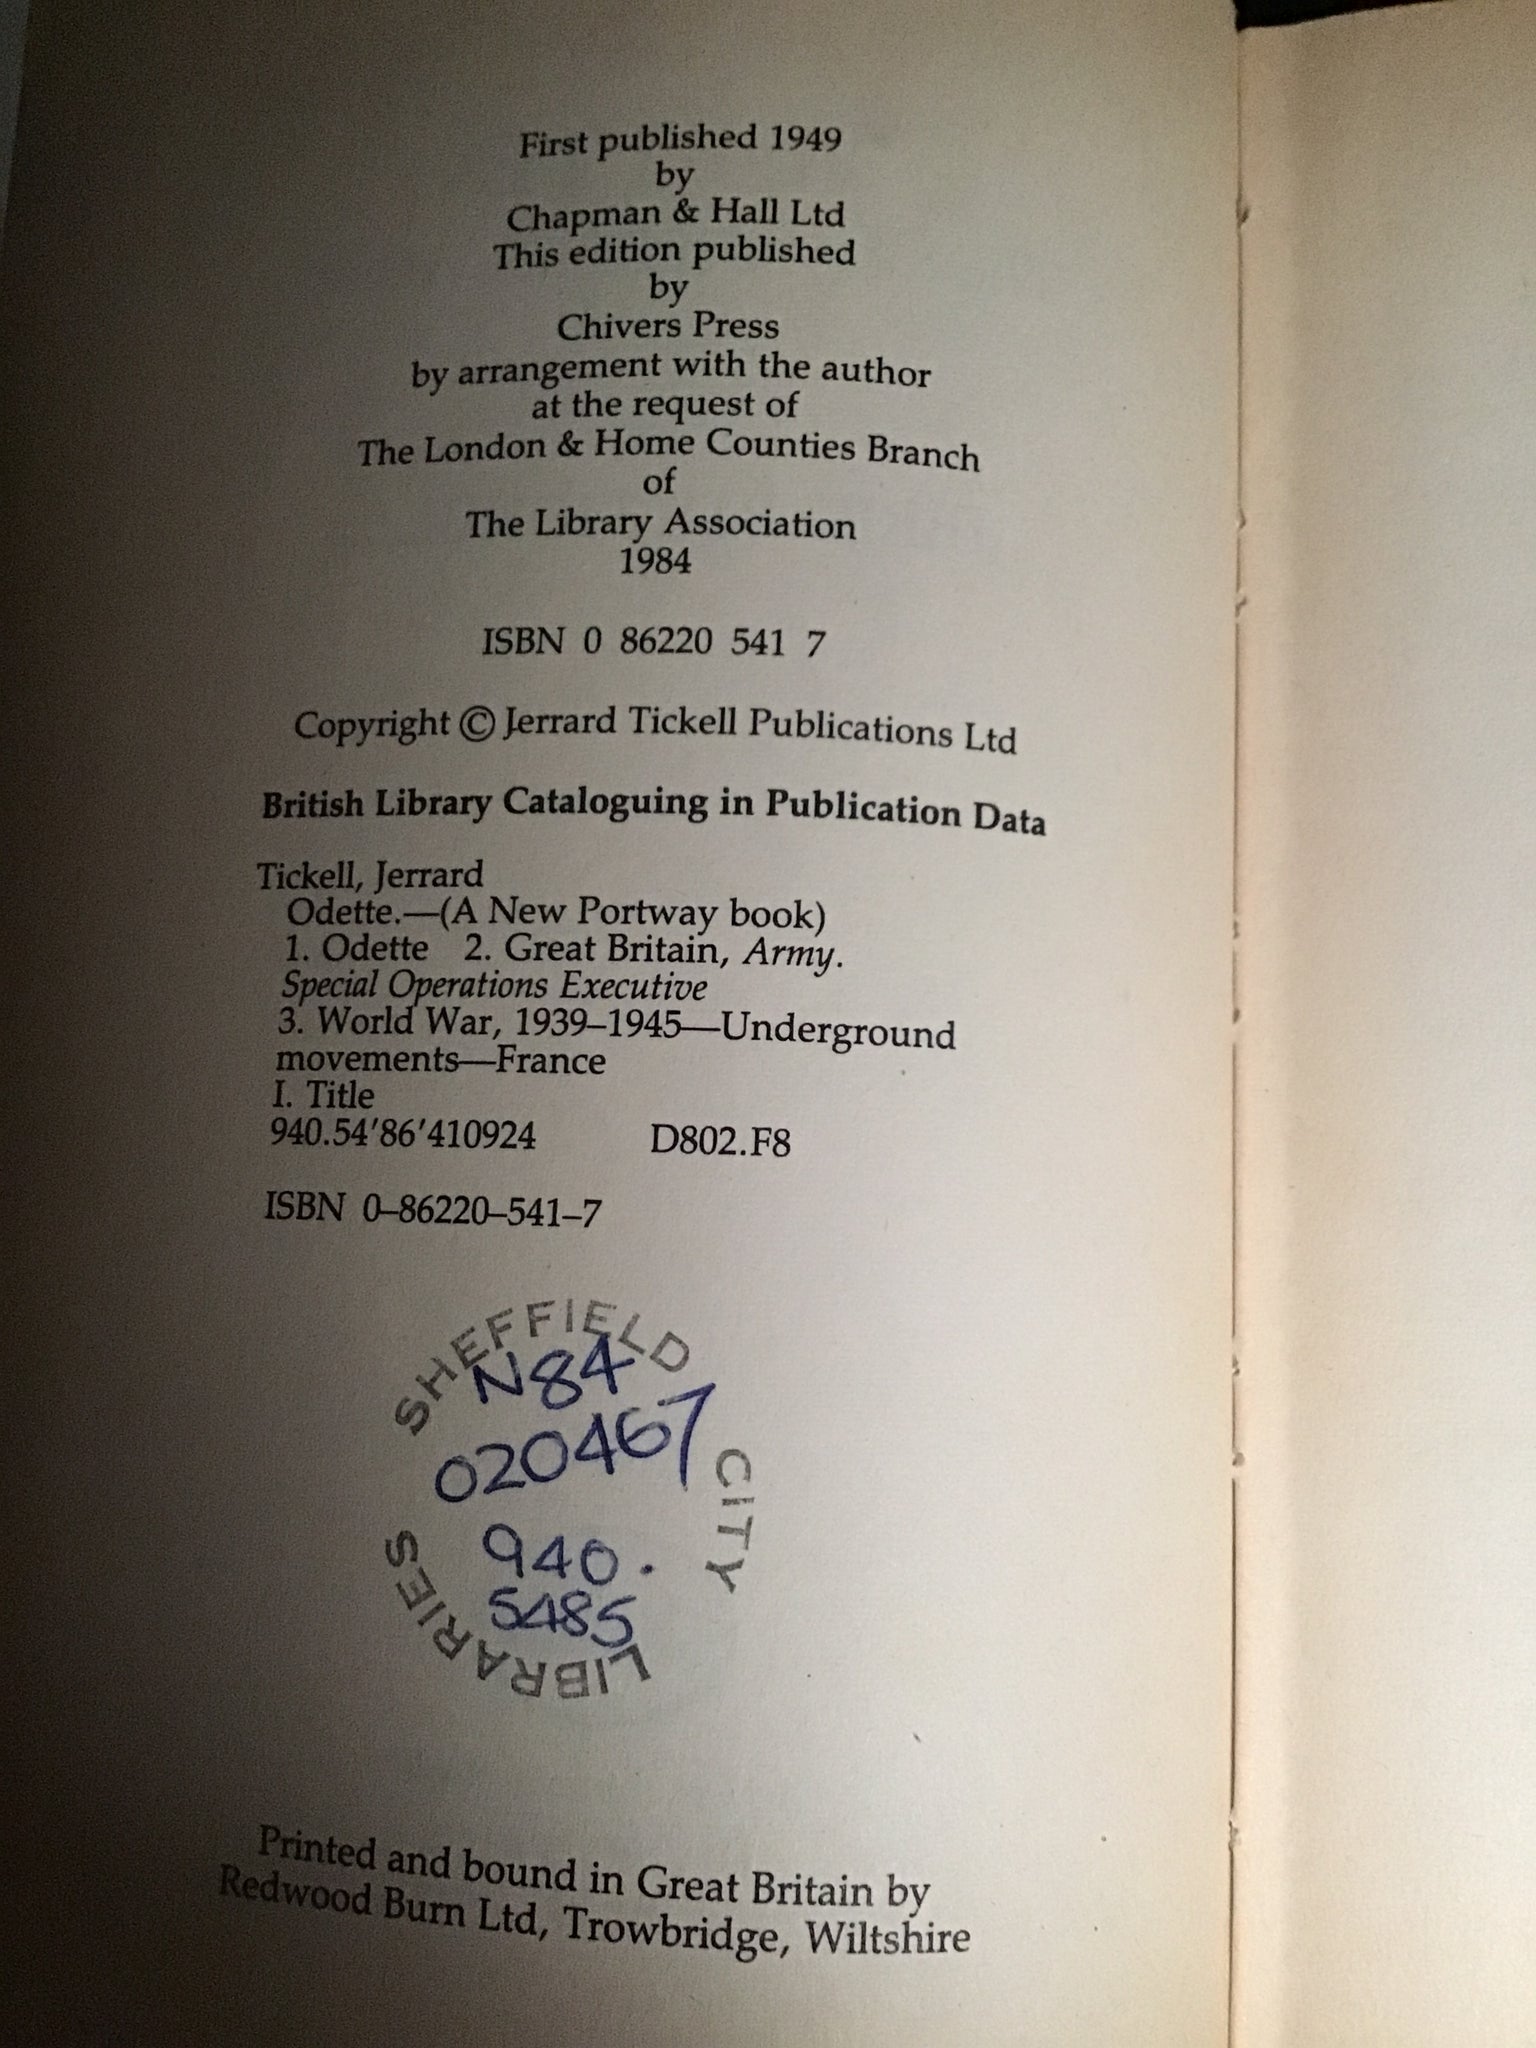 First published 1949
by
Chapman & Hall Ltd
This edition published
by
Chivers Press
by arrangement with the author
at the request of
The London & Home Counties Branch
of
The Library Association
1984
ISBN 0 86220 541 7
Copyright © Jerrard Tickell Publications Ltd
British Library Cataloguing in Publication Data
Tickell, Jerrard
Odette.—(A New Portway book)
1. Odette 2. Great Britain, Army.
Special Operations Executive
3. World War, 1939–1945—Underground
movements—France
I. Title
940.54'86'410924 D802.F8
ISBN 0–86220–541–7
SHEFFIELD CITY LIBRARIES
N84
020467
940.
5485
Printed and bound in Great Britain by
Redwood Burn Ltd, Trowbridge, Wiltshire